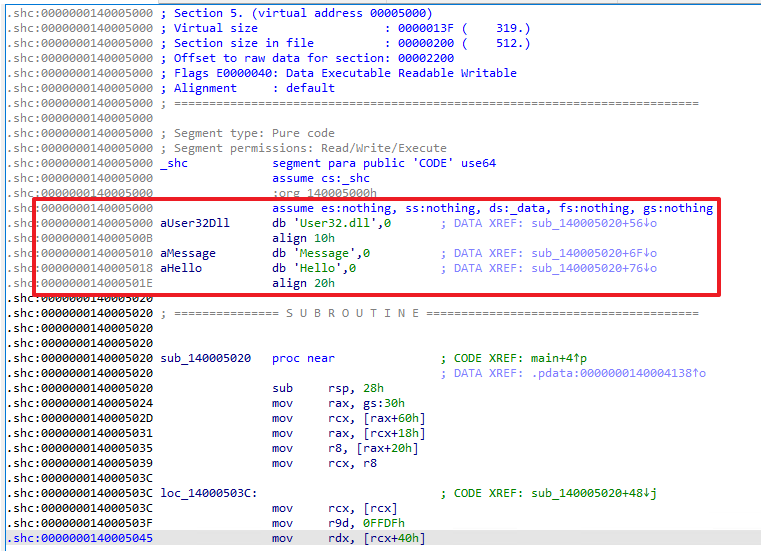 .shc:0000000140005000 ; Section 5. (virtual address 00005000)
.shc:0000000140005000 ; Virtual size                  : 0000013F (    319.)
.shc:0000000140005000 ; Section size in file          : 00000200 (    512.)
.shc:0000000140005000 ; Offset to raw data for section: 00002200
.shc:0000000140005000 ; Flags E0000040: Data Executable Readable Writable
.shc:0000000140005000 ; Alignment     : default
.shc:0000000140005000 ; ===========================================================================
.shc:0000000140005000
.shc:0000000140005000 ; Segment type: Pure code
.shc:0000000140005000 ; Segment permissions: Read/Write/Execute
.shc:0000000140005000 _shc            segment para public 'CODE' use64
.shc:0000000140005000                 assume cs:_shc
.shc:0000000140005000                 ;org 140005000h
.shc:0000000140005000                 assume es:nothing, ss:nothing, ds:_data, fs:nothing, gs:nothing
.shc:0000000140005000 aUser32Dll      db 'User32.dll',0       ; DATA XREF: sub_140005020+56↓o
.shc:000000014000500B                 align 10h
.shc:0000000140005010 aMessage        db 'Message',0          ; DATA XREF: sub_140005020+6F↓o
.shc:0000000140005018 aHello          db 'Hello',0            ; DATA XREF: sub_140005020+76↓o
.shc:000000014000501E                 align 20h
.shc:0000000140005020
.shc:0000000140005020 ; =============== S U B R O U T I N E =======================================
.shc:0000000140005020
.shc:0000000140005020
.shc:0000000140005020 sub_140005020   proc near               ; CODE XREF: main+4↑p
.shc:0000000140005020                                         ; DATA XREF: .pdata:0000000140004138↑o
.shc:0000000140005020                 sub     rsp, 28h
.shc:0000000140005024                 mov     rax, gs:30h
.shc:000000014000502D                 mov     rcx, [rax+60h]
.shc:0000000140005031                 mov     rax, [rcx+18h]
.shc:0000000140005035                 mov     r8, [rax+20h]
.shc:0000000140005039                 mov     rcx, r8
.shc:000000014000503C
.shc:000000014000503C loc_14000503C:                          ; CODE XREF: sub_140005020+48↓j
.shc:000000014000503C                 mov     rcx, [rcx]
.shc:000000014000503F                 mov     r9d, 0FFDFh
.shc:0000000140005045                 mov     rdx, [rcx+40h]